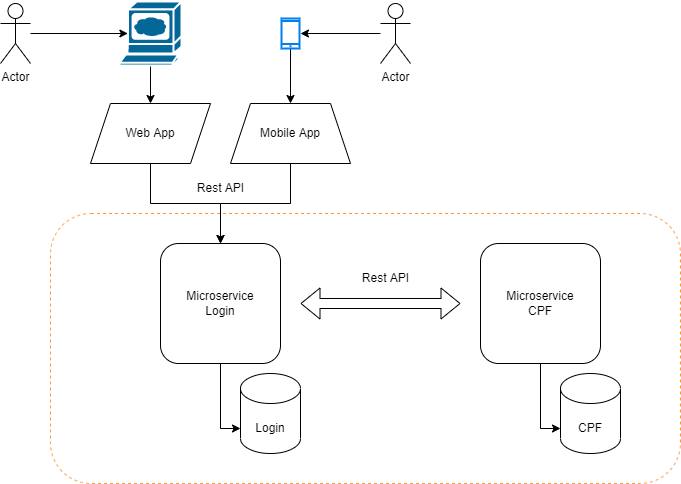 Actor
Actor
Web App
Mobile App
Rest API
Rest API
Microservice
Login
Microservice
CPF
Login
CPF